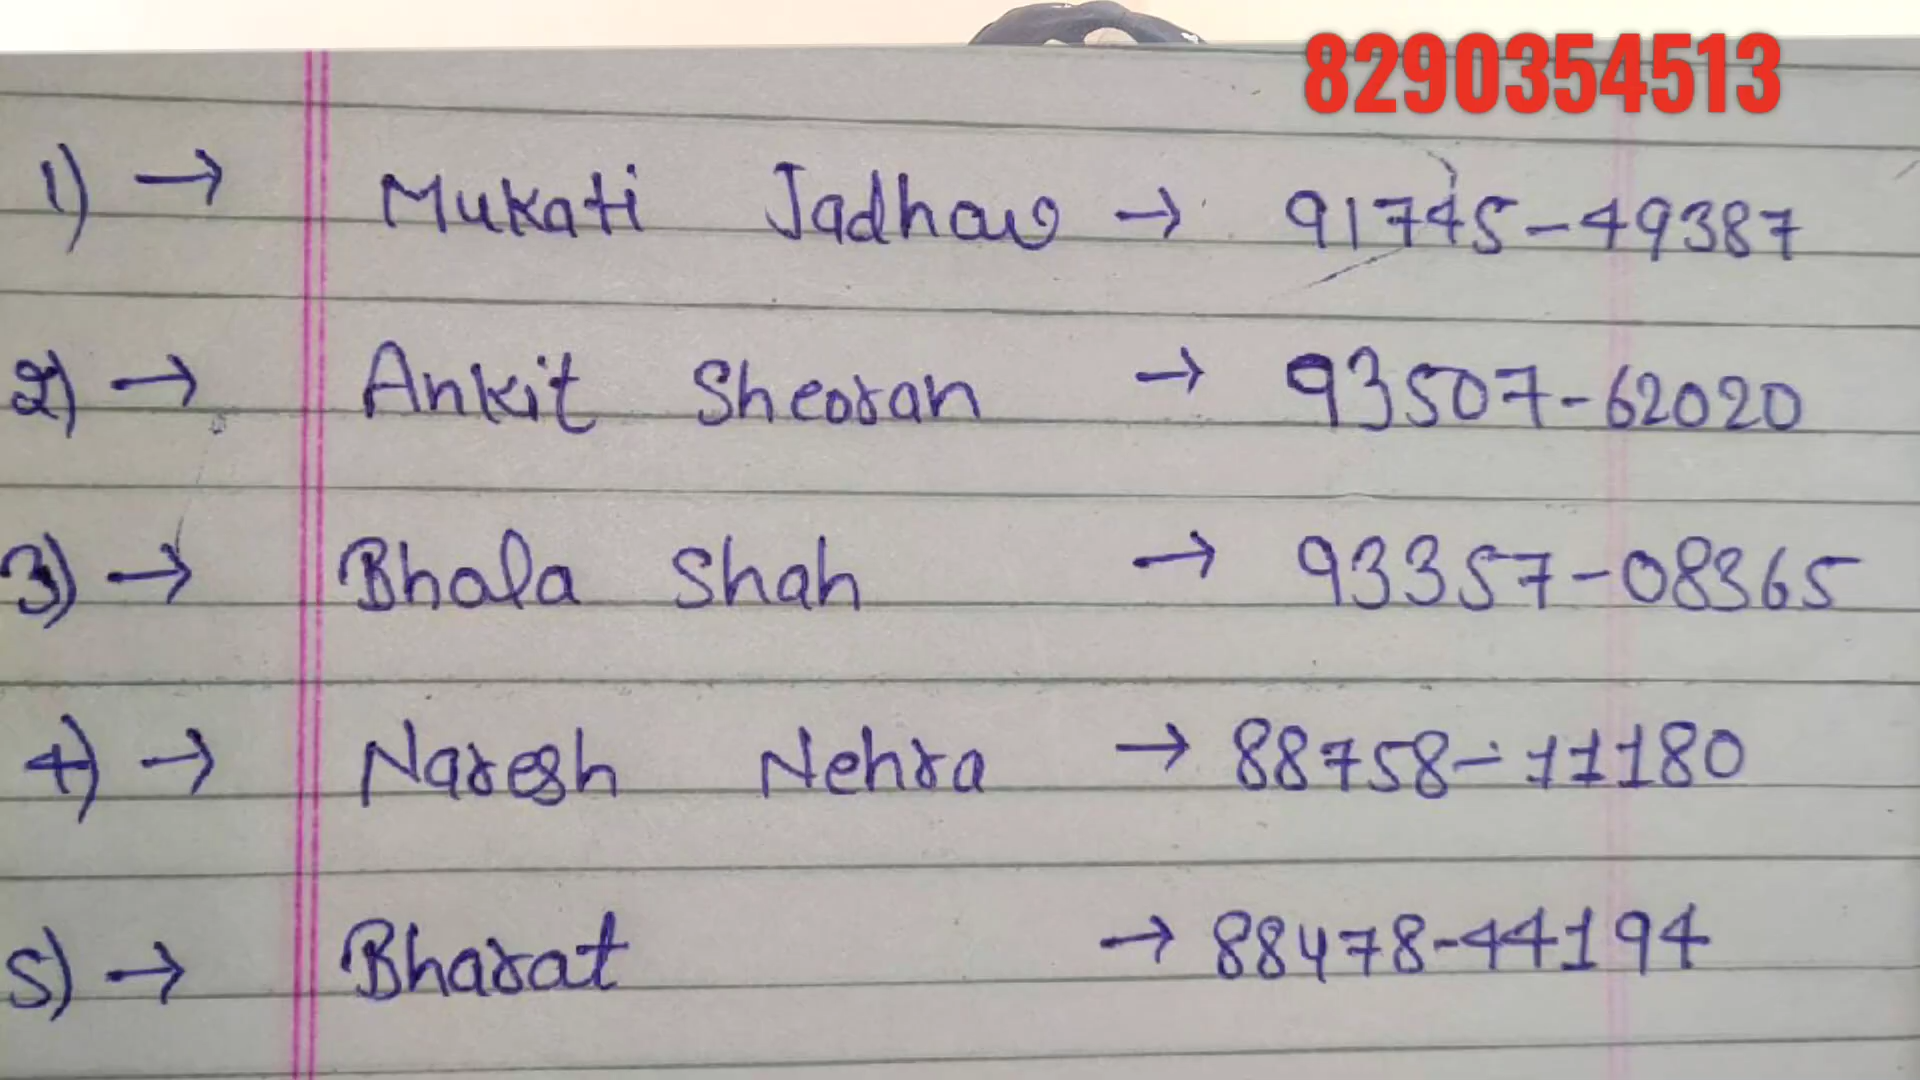 8290354513
1) → Mukati Jadhav → 91745-49387
2) → Ankit Sheoran → 93507-62020
3) → Bhala Shah → 93357-08365
4) → Naresh Nehra → 88758-11180
5) → Bharat → 88478-44194